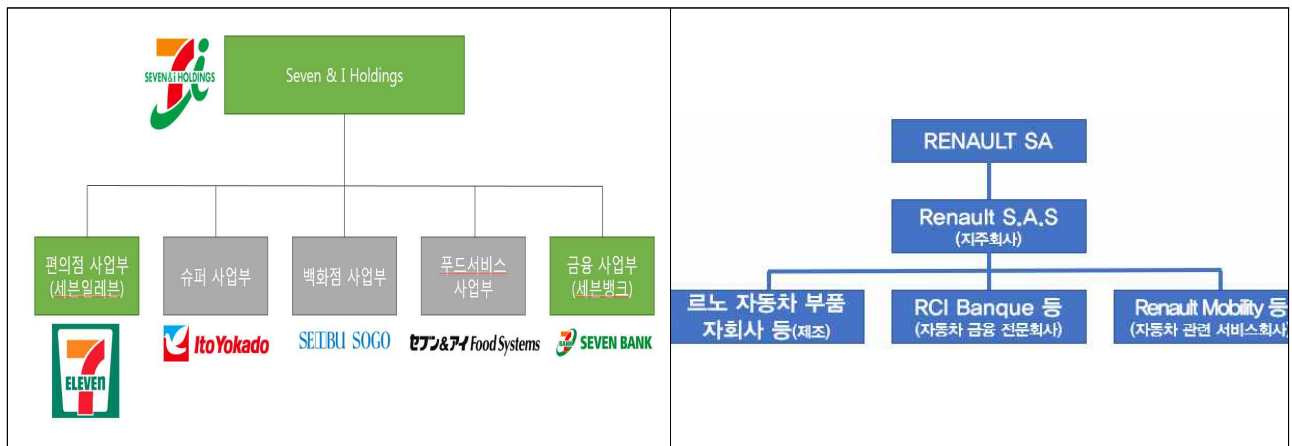 SEVEN & i HOLDINGS
Seven & I Holdings
편의점 사업부
(세븐일레븐)
슈퍼 사업부
백화점 사업부
푸드서비스
사업부
금융 사업부
(세븐뱅크)
7
ELEVEN
Ito Yokado
SEIBU SOGO
セブン&アイ Food Systems
7
BANK
SEVEN BANK
RENAULT SA
Renault S.A.S
(지주회사)
르노 자동차 부품
자회사 등(제조)
RCI Banque 등
(자동차 금융 전문회사)
Renault Mobility 등
(자동차 관련 서비스회사)